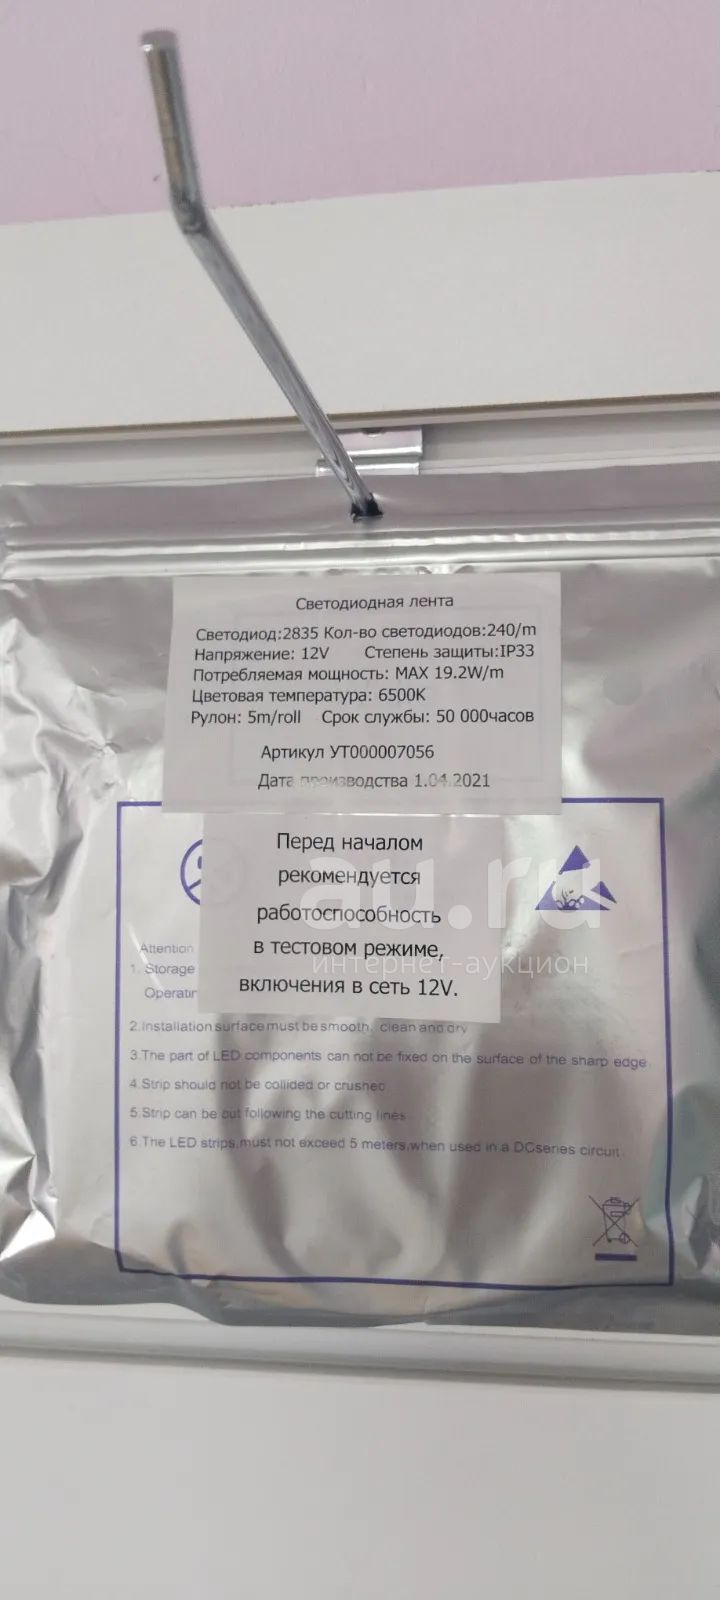 Светодиодная лента
Светодиод:2835 Кол-во светодиодов:240/m
Напряжение: 12V Степень защиты:IP33
Потребляемая мощность: MAX 19.2W/m
Цветовая температура: 6500K
Рулон: 5m/roll Срок службы: 50 000часов
Артикул УТ000007056
Дата производства 1.04.2021
Перед началом
рекомендуется
работоспособность
в тестовом режиме,
включения в сеть 12V.
au.ru
интернет-аукцион
Attention
1. Storage
2.Installation surface must be smooth, clean and dry
3.The part of LED components can not be fixed on the surface of the sharp edge.
4.Strip should not be collided or crushed
5.Strip can be cut following the cutting lines
6.The LED strips,must not exceed 5 meters,when used in a DCseries circuit.